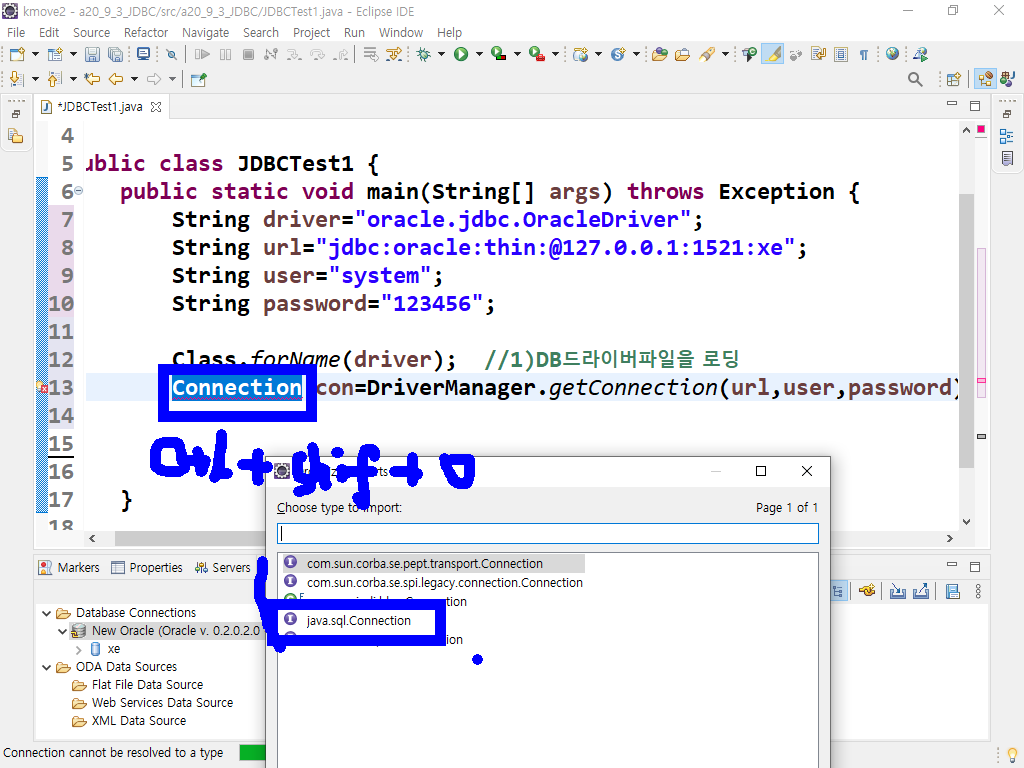 kmove2 - a20_9_3_JDBC/src/a20_9_3_JDBC/JDBCTest1.java - Eclipse IDE
File Edit Source Refactor Navigate Search Project Run Window Help
*JDBCTest1.java
4
5 ublic class JDBCTest1 {
6 public static void main(String[] args) throws Exception {
7 String driver="oracle.jdbc.OracleDriver";
8 String url="jdbc:oracle:thin:@127.0.0.1:1521:xe";
9 String user="system";
10 String password="123456";
11
12 Class.forName(driver); //1)DB드라이버파일을 로딩
13 Connection con=DriverManager.getConnection(url,user,password)
14
15
16
17 }
18
Ctrl+shif+o
Choose type to import:
Page 1 of 1
com.sun.corba.se.pept.transport.Connection
com.sun.corba.se.spi.legacy.connection.Connection
java.sql.Connection
Markers Properties Servers
Database Connections
New Oracle (Oracle v. 0.2.0.2.0
xe
ODA Data Sources
Flat File Data Source
Web Services Data Source
XML Data Source
Connection cannot be resolved to a type